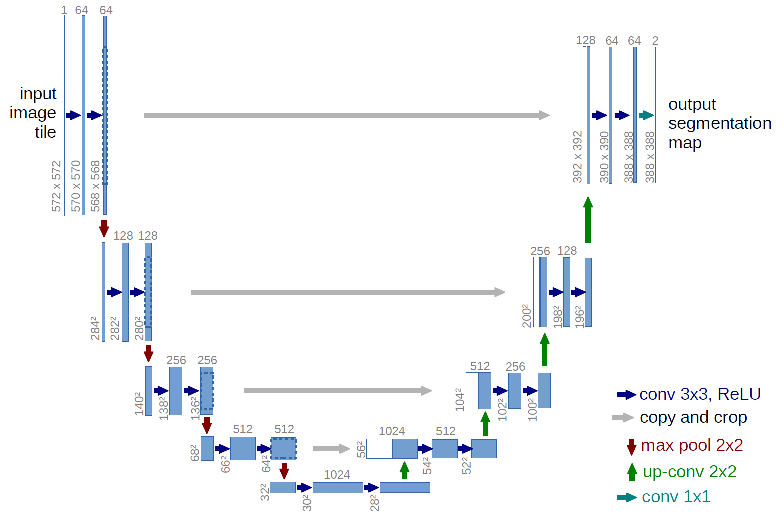 1 64 64
128 64 64 2
input
image
tile
output
segmentation
map
572 x 572
570 x 570
568 x 568
392 x 392
390 x 390
388 x 388
388 x 388
128 128
256 128
284²
282²
280²
200²
198²
196²
256 256
512 256
140²
138²
136²
104²
102²
100²
512 512
1024 512
68²
66²
64²
56²
54²
52²
1024
32²
30²
28²
conv 3x3, ReLU
copy and crop
max pool 2x2
up-conv 2x2
conv 1x1